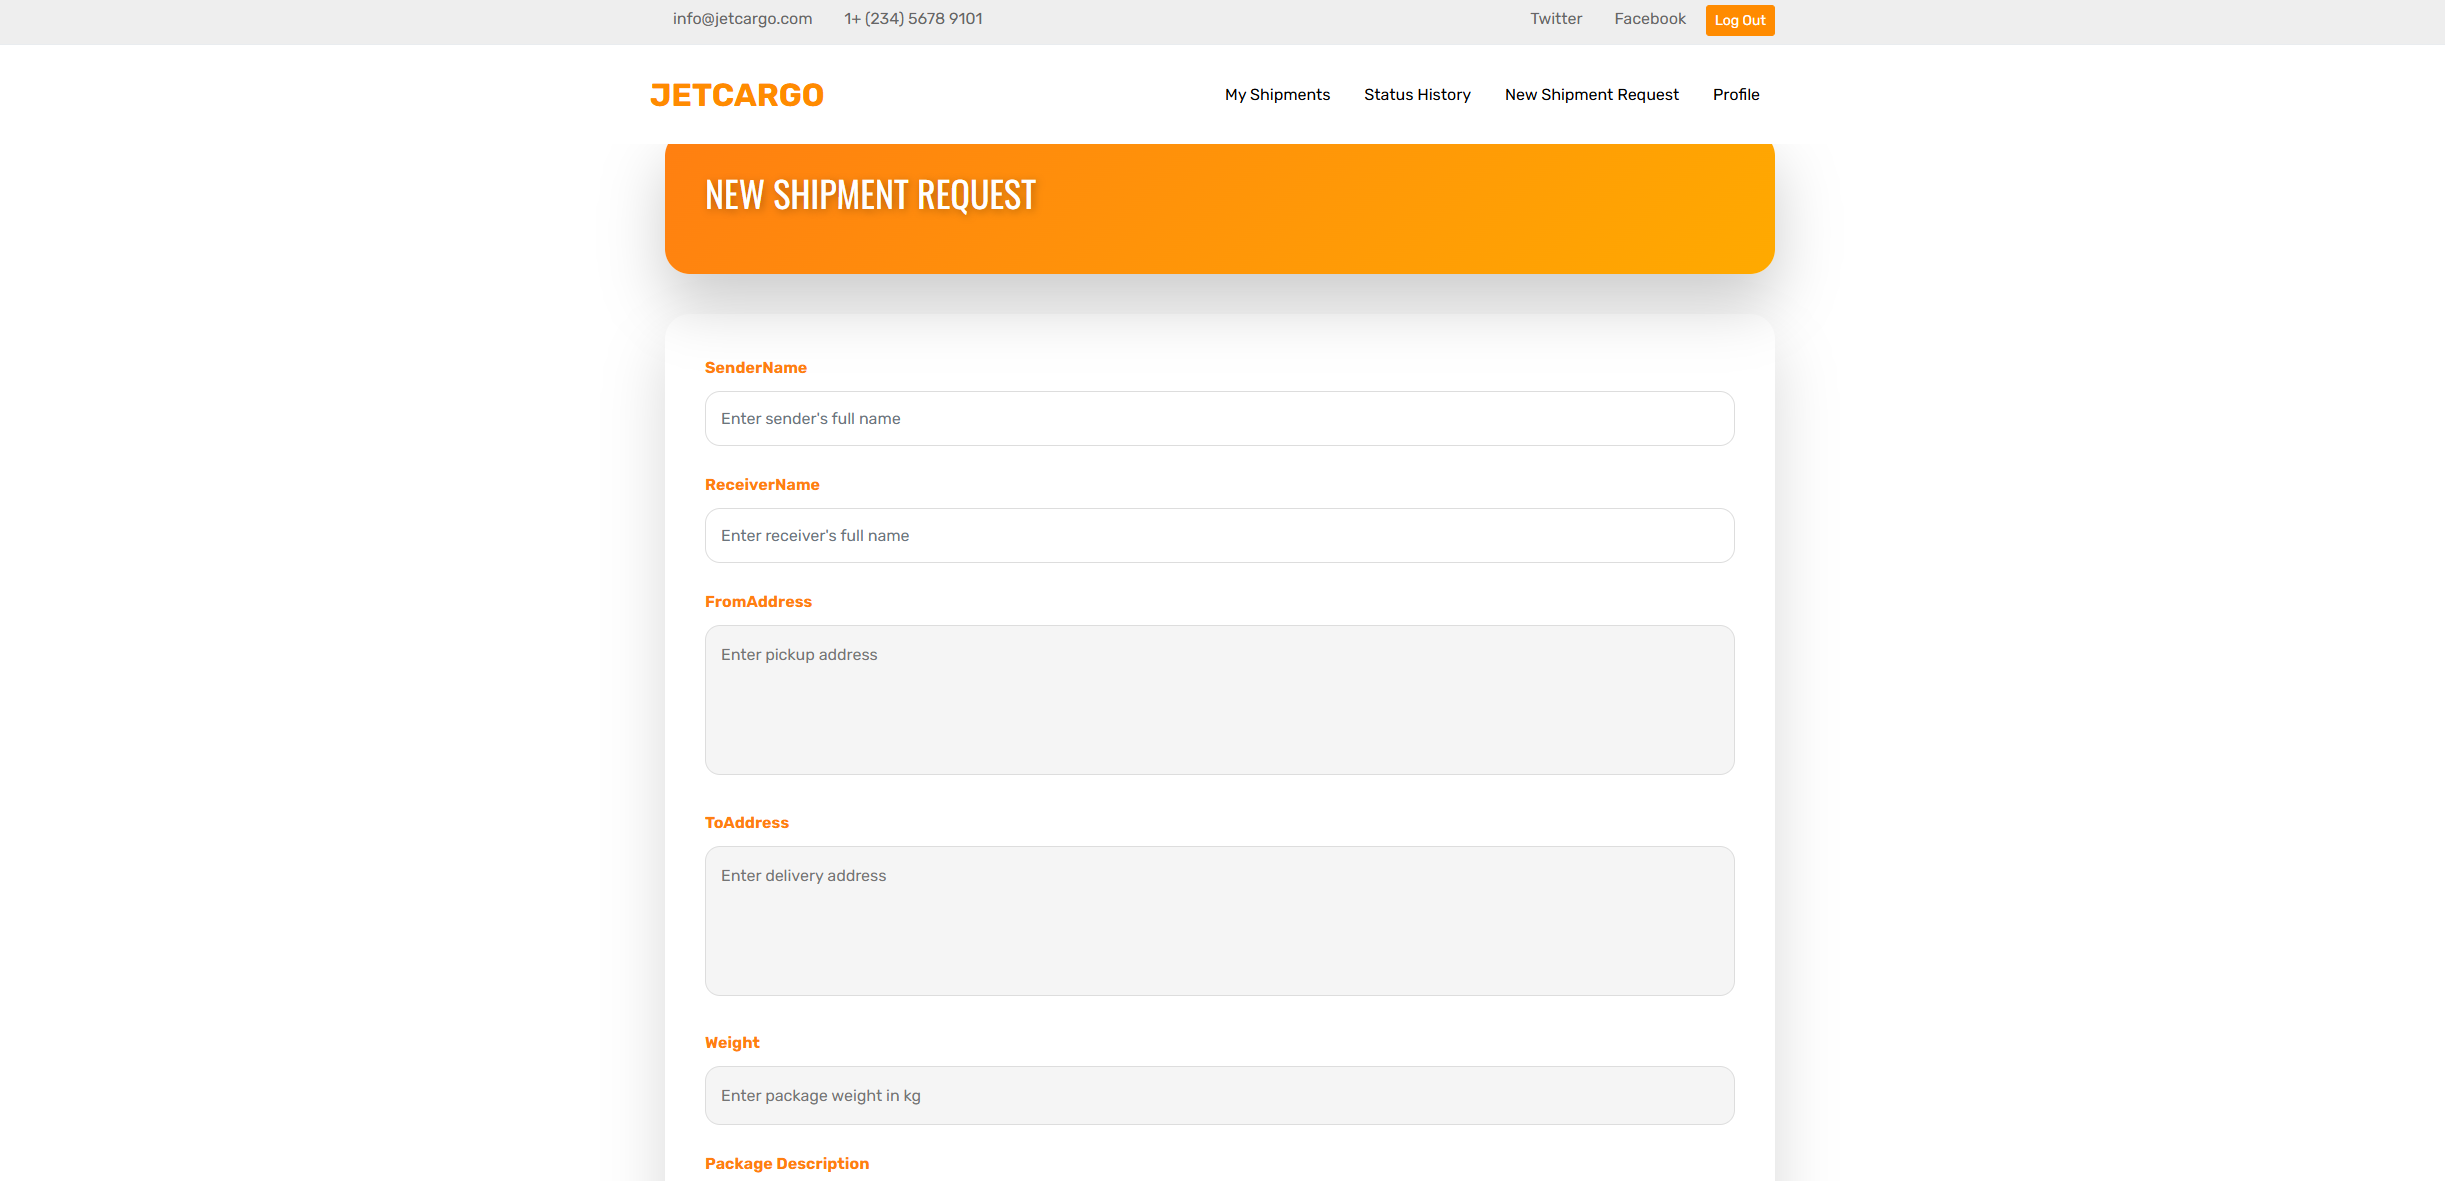 info@jetcargo.com 1+ (234) 5678 9101 Twitter Facebook Log Out
JETCARGO My Shipments Status History New Shipment Request Profile
NEW SHIPMENT REQUEST
SenderName
Enter sender's full name
ReceiverName
Enter receiver's full name
FromAddress
Enter pickup address
ToAddress
Enter delivery address
Weight
Enter package weight in kg
Package Description